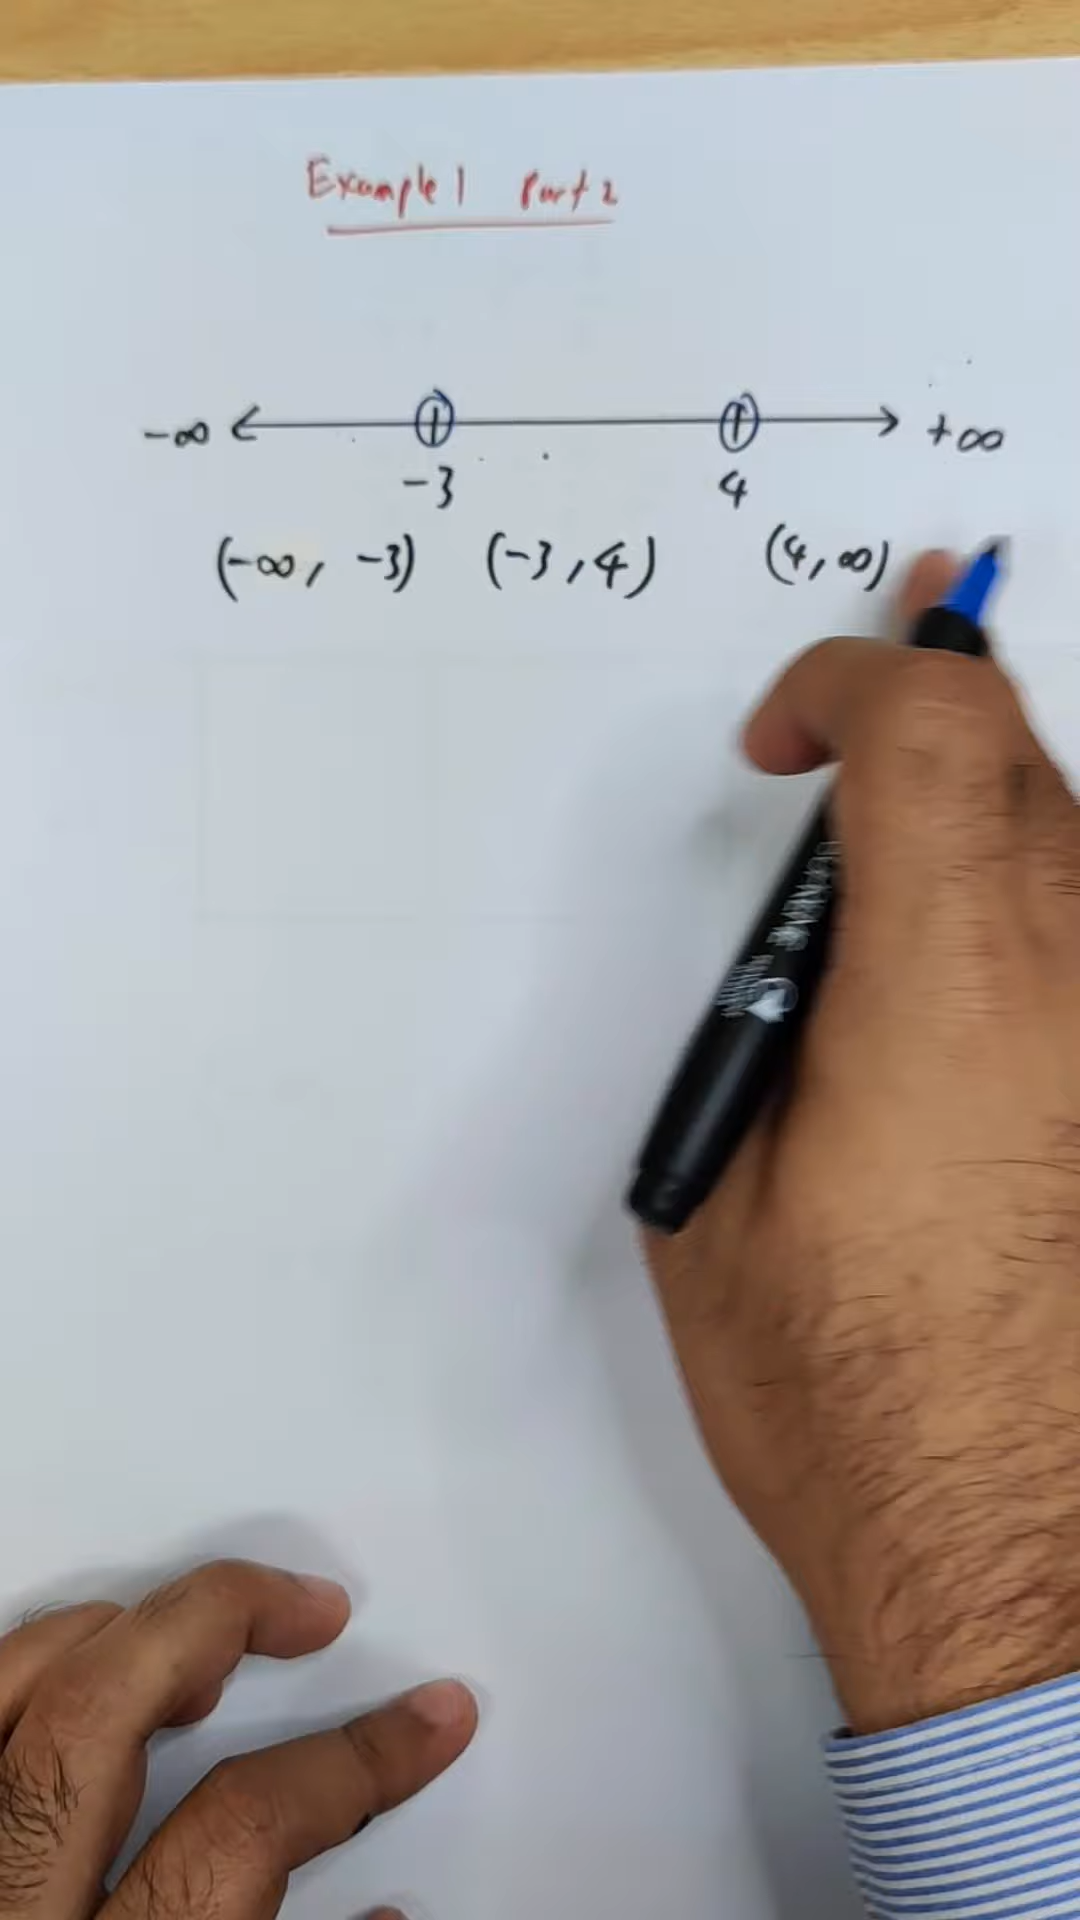 Example 1 Part 2
-∞ +∞
-3 4
(-∞, -3) (-3, 4) (4, ∞)